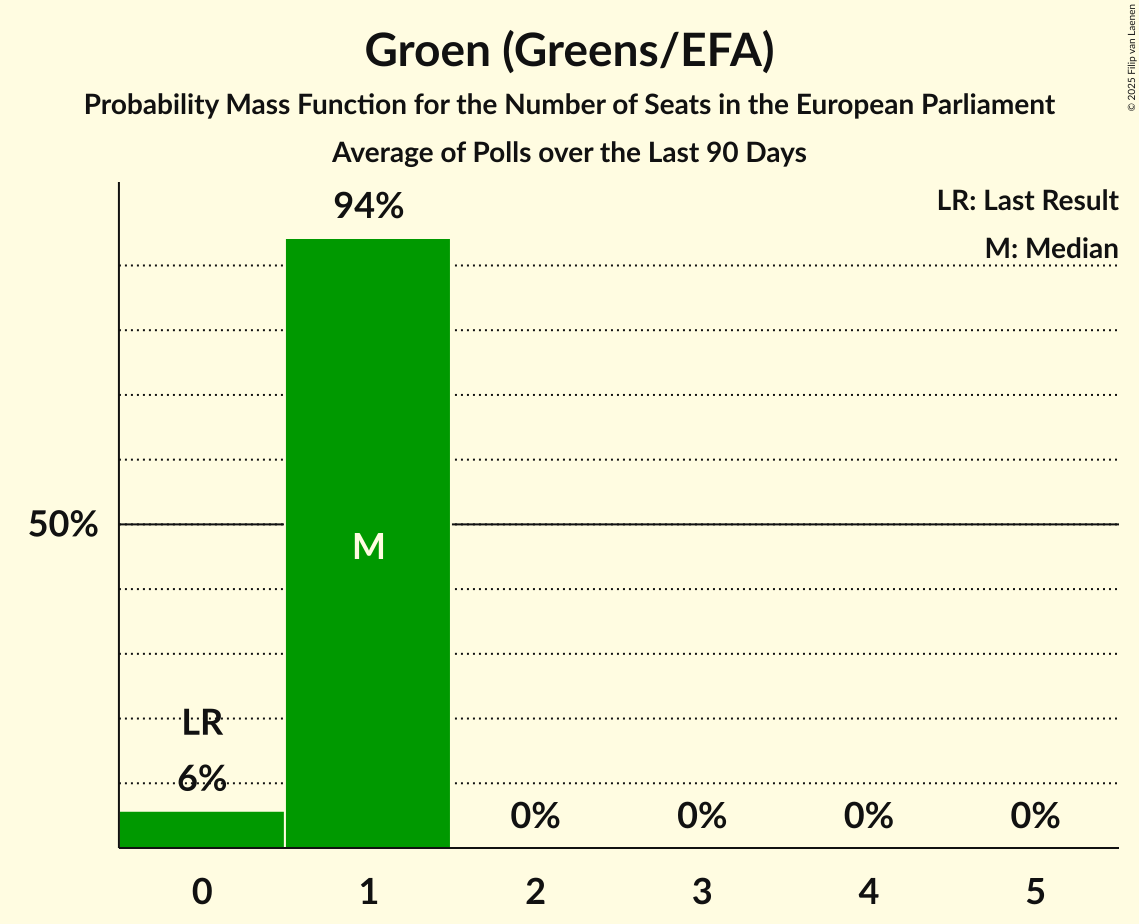 Groen (Greens/EFA)
Probability Mass Function for the Number of Seats in the European Parliament
Average of Polls over the Last 90 Days
© 2025 Filip van Laenen
LR: Last Result
M: Median
94%
50%
M
LR
6%
0% 0% 0% 0%
0 1 2 3 4 5